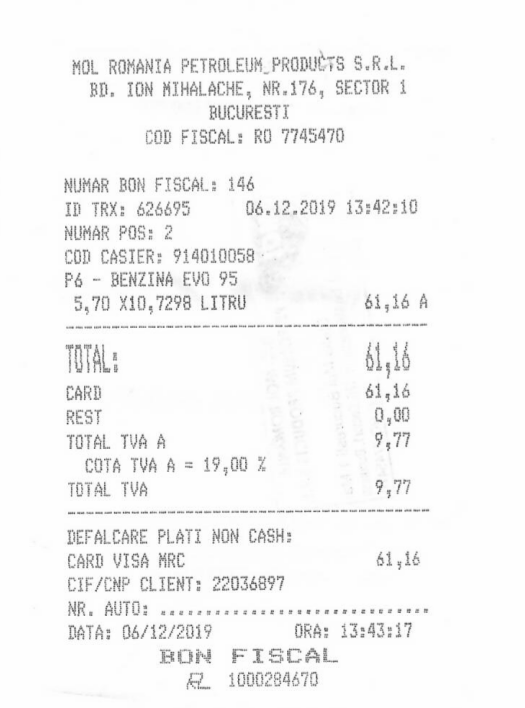 MOL ROMANIA PETROLEUM PRODUCTS S.R.L.
BD. ION MIHALACHE, NR.176, SECTOR 1
BUCURESTI
COD FISCAL: RO 7745470
NUMAR BON FISCAL: 146
ID TRX: 626695 06.12.2019 13:42:10
NUMAR POS: 2
COD CASIER: 914010058
P6 - BENZINA EVO 95
5,70 X10,7298 LITRU 61,16 A
TOTAL: 61,16
CARD 61,16
REST 0,00
TOTAL TVA A 9,77
COTA TVA A = 19,00 %
TOTAL TVA 9,77
DEFALCARE PLATI NON CASH:
CARD VISA MRC 61,16
CIF/CNP CLIENT: 22036897
NR. AUTO: ..............................
DATA: 06/12/2019 ORA: 13:43:17
BON FISCAL
1000284670